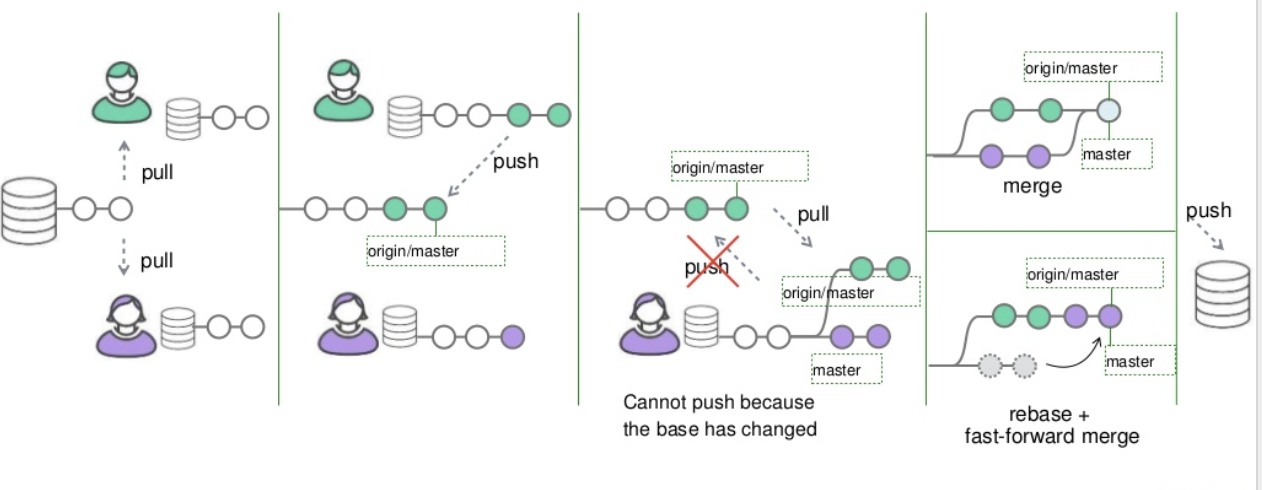 pull
pull
push
origin/master
origin/master
pull
push
origin/master
master
Cannot push because
the base has changed
origin/master
master
merge
origin/master
master
rebase +
fast-forward merge
push